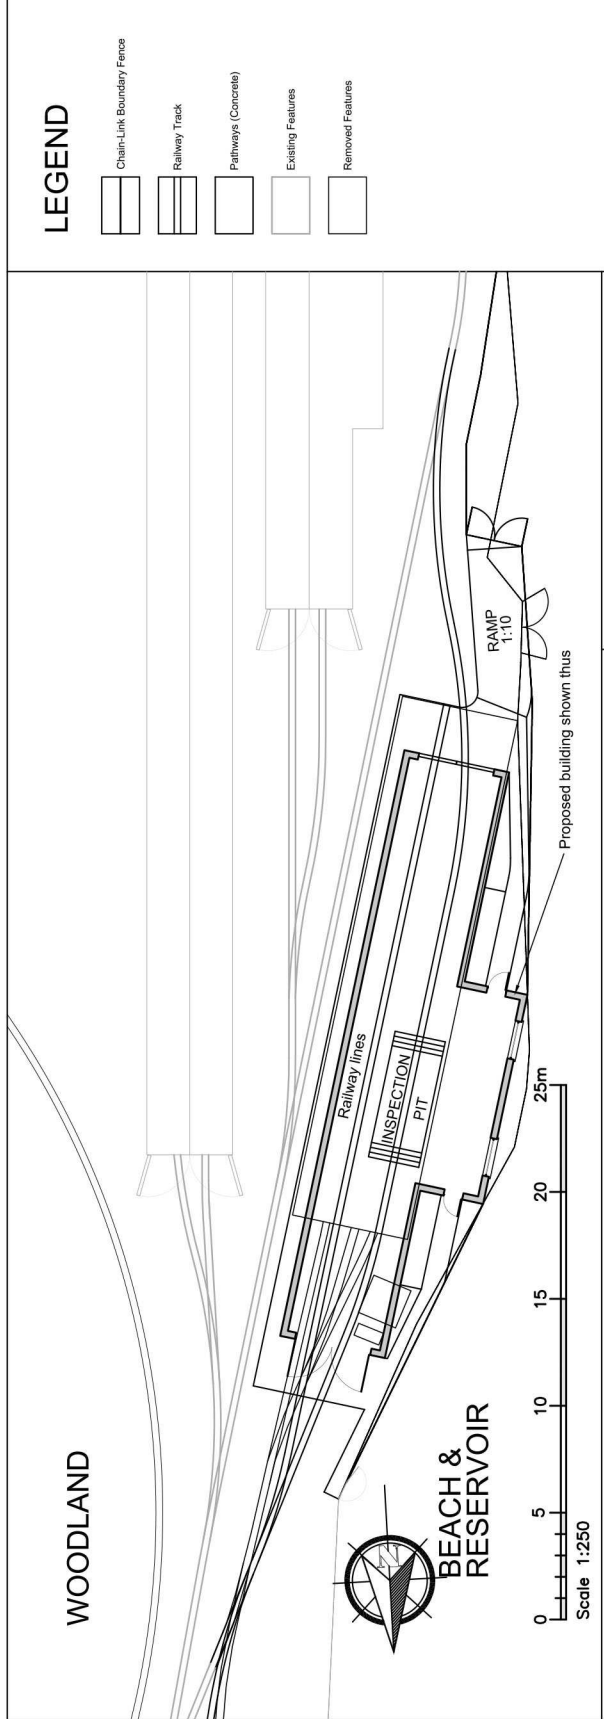 LEGEND
Chain-Link Boundary Fence
Railway Track
Pathways (Concrete)
Existing Features
Removed Features
WOODLAND
Railway lines
INSPECTION
PIT
RAMP
1:10
Proposed building shown thus
BEACH &
RESERVOIR
N
0 5 10 15 20 25m
Scale 1:250